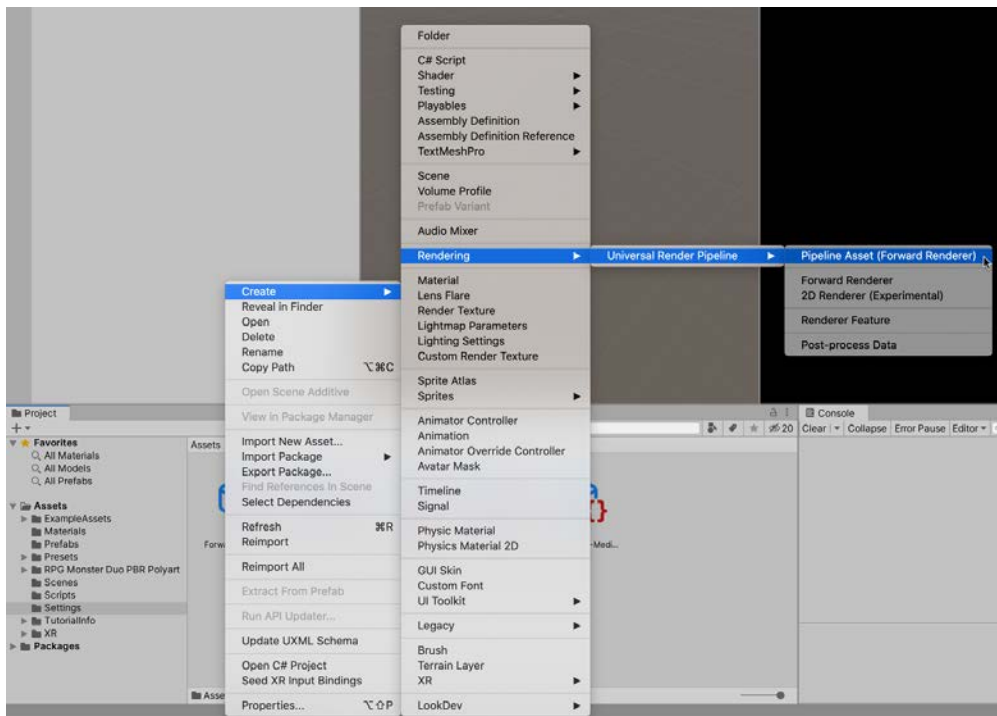 Folder
C# Script
Shader
Testing
Playables
Assembly Definition
Assembly Definition Reference
TextMeshPro
Scene
Volume Profile
Prefab Variant
Audio Mixer
Rendering
Universal Render Pipeline
Pipeline Asset (Forward Renderer)
Forward Renderer
2D Renderer (Experimental)
Renderer Feature
Post-process Data
Material
Lens Flare
Render Texture
Lightmap Parameters
Lighting Settings
Custom Render Texture
Sprite Atlas
Sprites
Animator Controller
Animation
Animator Override Controller
Avatar Mask
Timeline
Signal
Physic Material
Physics Material 2D
GUI Skin
Custom Font
UI Toolkit
Legacy
Brush
Terrain Layer
XR
LookDev
Create
Reveal in Finder
Open
Delete
Rename
Copy Path ⌥⌘C
Open Scene Additive
View in Package Manager
Import New Asset...
Import Package
Export Package...
Find References In Scene
Select Dependencies
Refresh ⌘R
Reimport
Reimport All
Extract From Prefab
Run API Updater...
Update UXML Schema
Open C# Project
Seed XR Input Bindings
Properties... ⌥⇧P
Project
Favorites
All Materials
All Models
All Prefabs
Assets
ExampleAssets
Materials
Prefabs
Presets
RPG Monster Duo PBR Polyart
Scenes
Scripts
Settings
TutorialInfo
XR
Packages
Assets
Forw
-Medi...
Asse
20
Console
Clear Collapse Error Pause Editor